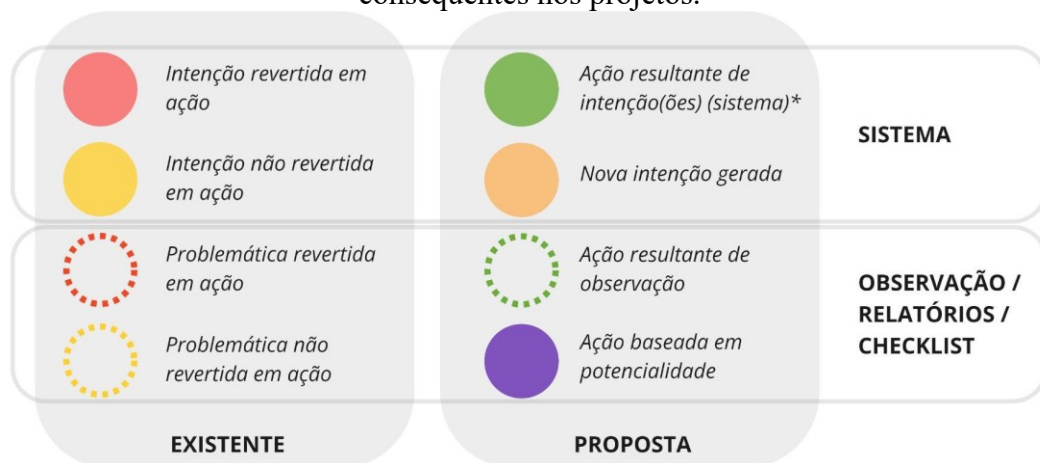 consequentes nos projetos.
Intenção revertida em
ação
Ação resultante de
intenção(ões) (sistema)*
Intenção não revertida
em ação
Nova intenção gerada
SISTEMA
Problemática revertida
em ação
Ação resultante de
observação
Problemática não
revertida em ação
Ação baseada em
potencialidade
OBSERVAÇÃO /
RELATÓRIOS /
CHECKLIST
EXISTENTE
PROPOSTA